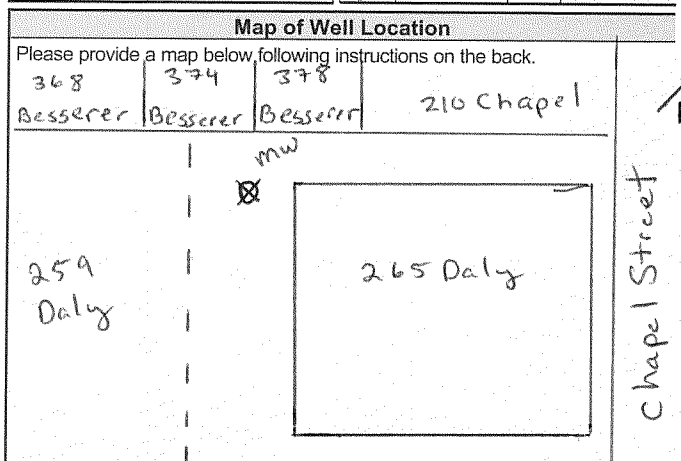 Map of Well Location
Please provide a map below following instructions on the back.
368 374 378
Besserer Besserer Besserer 210 Chapel
mw
259
Daly
265 Daly
Chapel Street